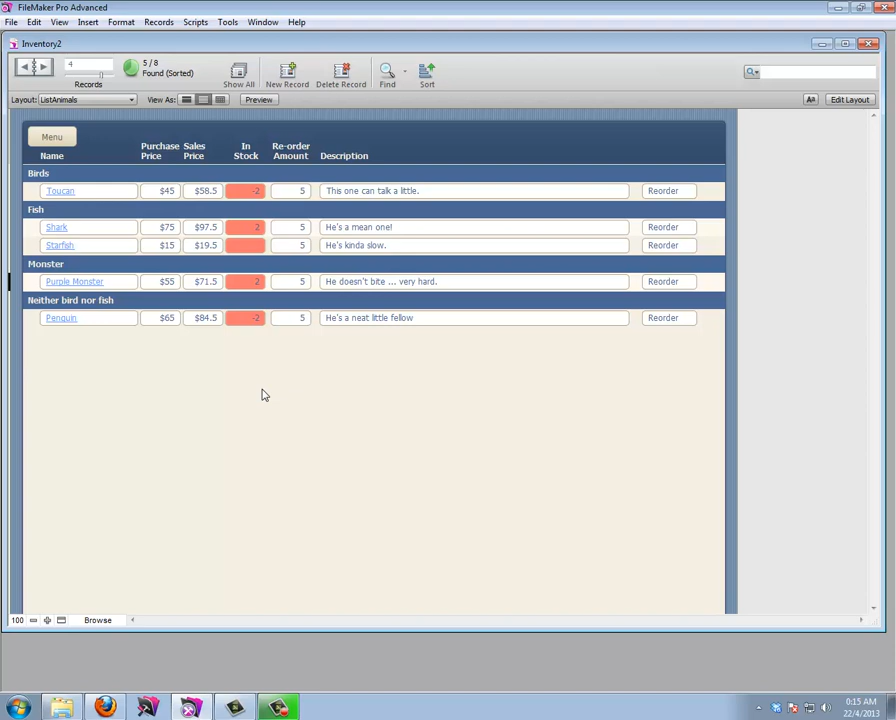 FileMaker Pro Advanced
File Edit View Insert Format Records Scripts Tools Window Help
Inventory2
4
5 / 8
Found (Sorted)
Records
Show All
New Record
Delete Record
Find
Sort
Layout: ListAnimals
View As:
Preview
Aa
Edit Layout
Menu
Name
Purchase Price
Sales Price
In Stock
Re-order Amount
Description
Birds
Toucan $45 $58.5 -2 5 This one can talk a little. Reorder
Fish
Shark $75 $97.5 2 5 He's a mean one! Reorder
Starfish $15 $19.5 5 He's kinda slow. Reorder
Monster
Purple Monster $55 $71.5 2 5 He doesn't bite ... very hard. Reorder
Neither bird nor fish
Penquin $65 $84.5 -2 5 He's a neat little fellow Reorder
100
Browse
0:15 AM
22/4/2013